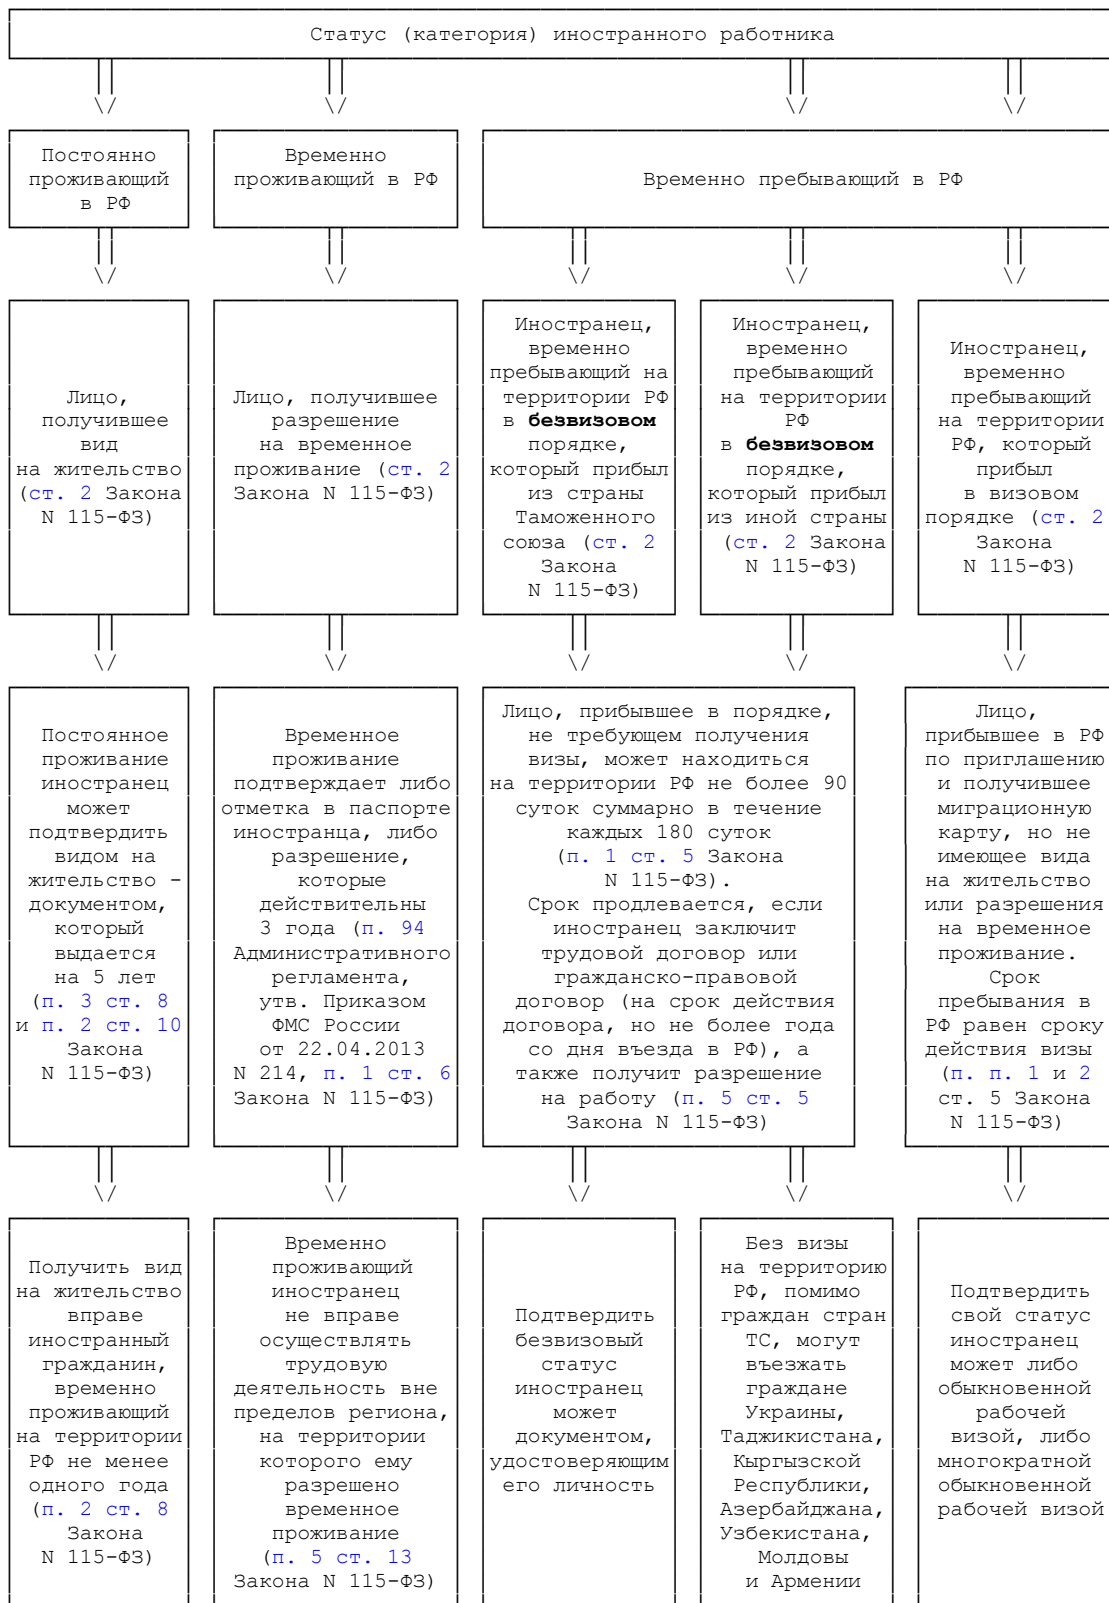 Статус (категория) иностранного работника
Постоянно
проживающий
в РФ
Временно
проживающий в РФ
Временно пребывающий в РФ
Лицо,
получившее
вид
на жительство
(ст. 2 Закона
N 115-ФЗ)
Лицо, получившее
разрешение
на временное
проживание (ст. 2
Закона N 115-ФЗ)
Иностранец,
временно
пребывающий на
территории РФ
в безвизовом
порядке,
который прибыл
из страны
Таможенного
союза (ст. 2
Закона
N 115-ФЗ)
Иностранец,
временно
пребывающий
на территории
РФ
в безвизовом
порядке,
который прибыл
из иной страны
(ст. 2 Закона
N 115-ФЗ)
Иностранец,
временно
пребывающий
на территории
РФ, который
прибыл
в визовом
порядке (ст. 2
Закона
N 115-ФЗ)
Постоянное
проживание
иностранец
может
подтвердить
видом на
жительство -
документом,
который
выдается
на 5 лет
(п. 3 ст. 8
и п. 2 ст. 10
Закона
N 115-ФЗ)
Временное
проживание
подтверждает либо
отметка в паспорте
иностранца, либо
разрешение,
которые
действительны
3 года (п. 94
Административного
регламента,
утв. Приказом
ФМС России
от 22.04.2013
N 214, п. 1 ст. 6
Закона N 115-ФЗ)
Лицо, прибывшее в порядке,
не требующем получения
визы, может находиться
на территории РФ не более 90
суток суммарно в течение
каждых 180 суток
(п. 1 ст. 5 Закона
N 115-ФЗ).
Срок продлевается, если
иностранец заключит
трудовой договор или
гражданско-правовой
договор (на срок действия
договора, но не более года
со дня въезда в РФ), а
также получит разрешение
на работу (п. 5 ст. 5
Закона N 115-ФЗ)
Лицо,
прибывшее в РФ
по приглашению
и получившее
миграционную
карту, но не
имеющее вида
на жительство
или разрешения
на временное
проживание.
Срок
пребывания в
РФ равен сроку
действия визы
(п. п. 1 и 2
ст. 5 Закона
N 115-ФЗ)
Получить вид
на жительство
вправе
иностранный
гражданин,
временно
проживающий
на территории
РФ не менее
одного года
(п. 2 ст. 8
Закона
N 115-ФЗ)
Временно
проживающий
иностранец
не вправе
осуществлять
трудовую
деятельность вне
пределов региона,
на территории
которого ему
разрешено
временное
проживание
(п. 5 ст. 13
Закона N 115-ФЗ)
Подтвердить
безвизовый
статус
иностранец
может
документом,
удостоверяющим
его личность
Без визы
на территорию
РФ, помимо
граждан стран
ТС, могут
въезжать
граждане
Украины,
Таджикистана,
Кыргызской
Республики,
Азербайджана,
Узбекистана,
Молдовы
и Армении
Подтвердить
свой статус
иностранец
может либо
обыкновенной
рабочей
визой, либо
многократной
обыкновенной
рабочей визой